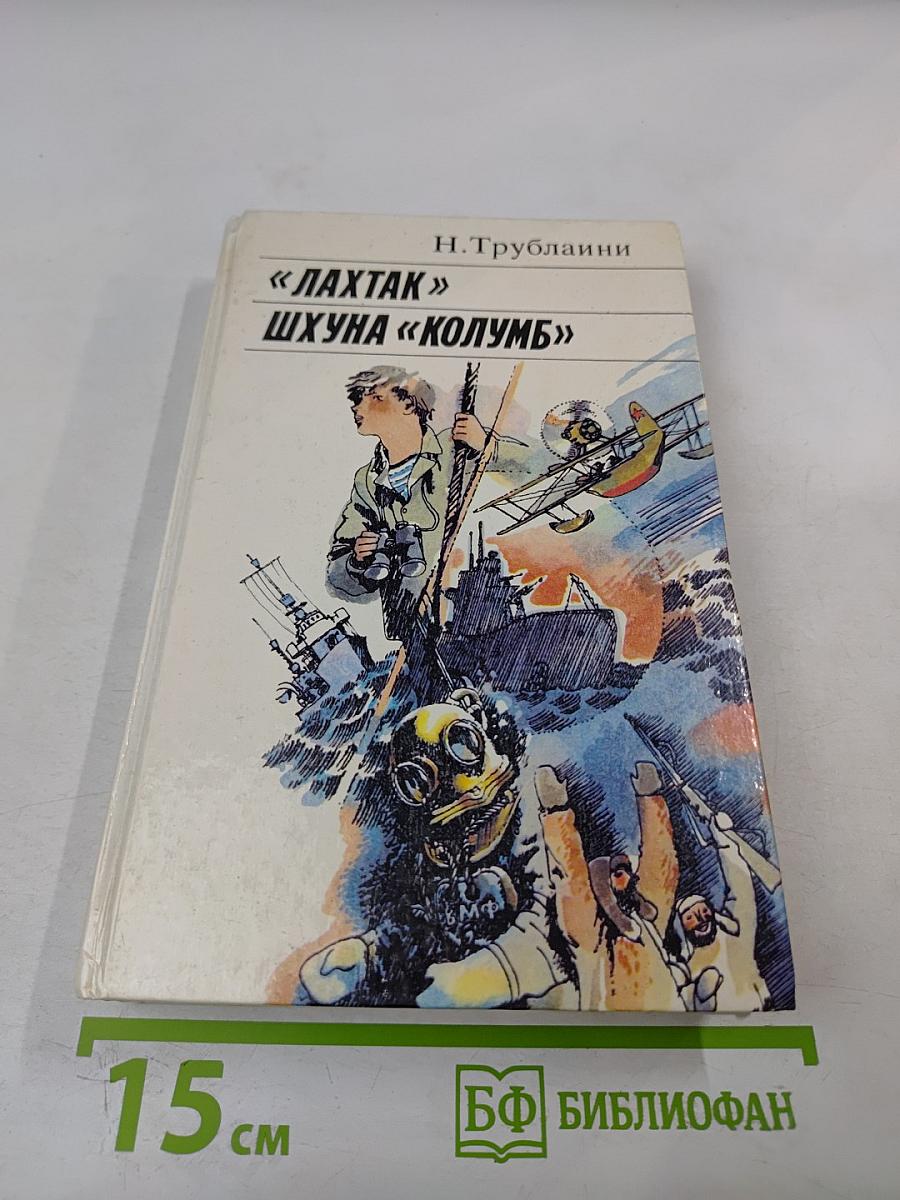 Н.Трублаини
«ЛАХТАК»
ШХУНА «КОЛУМБ»
ВМФ
15 см
БФ БИБЛИОФАН